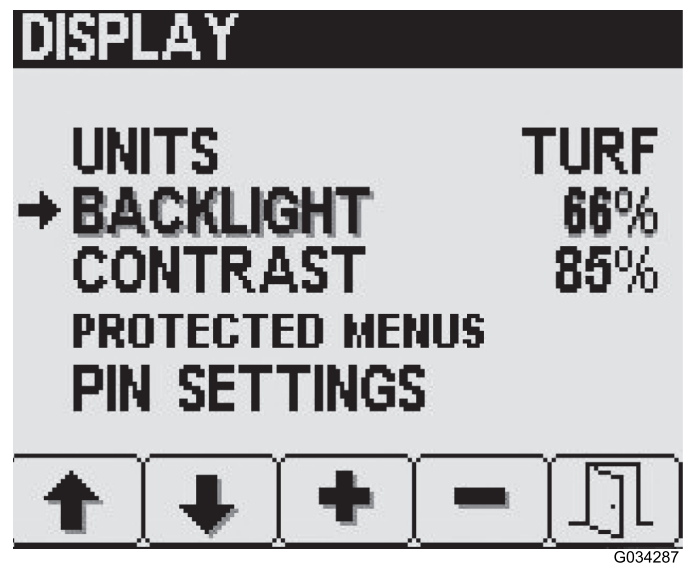 DISPLAY
UNITS TURF
BACKLIGHT 66%
CONTRAST 85%
PROTECTED MENUS
PIN SETTINGS
G034287